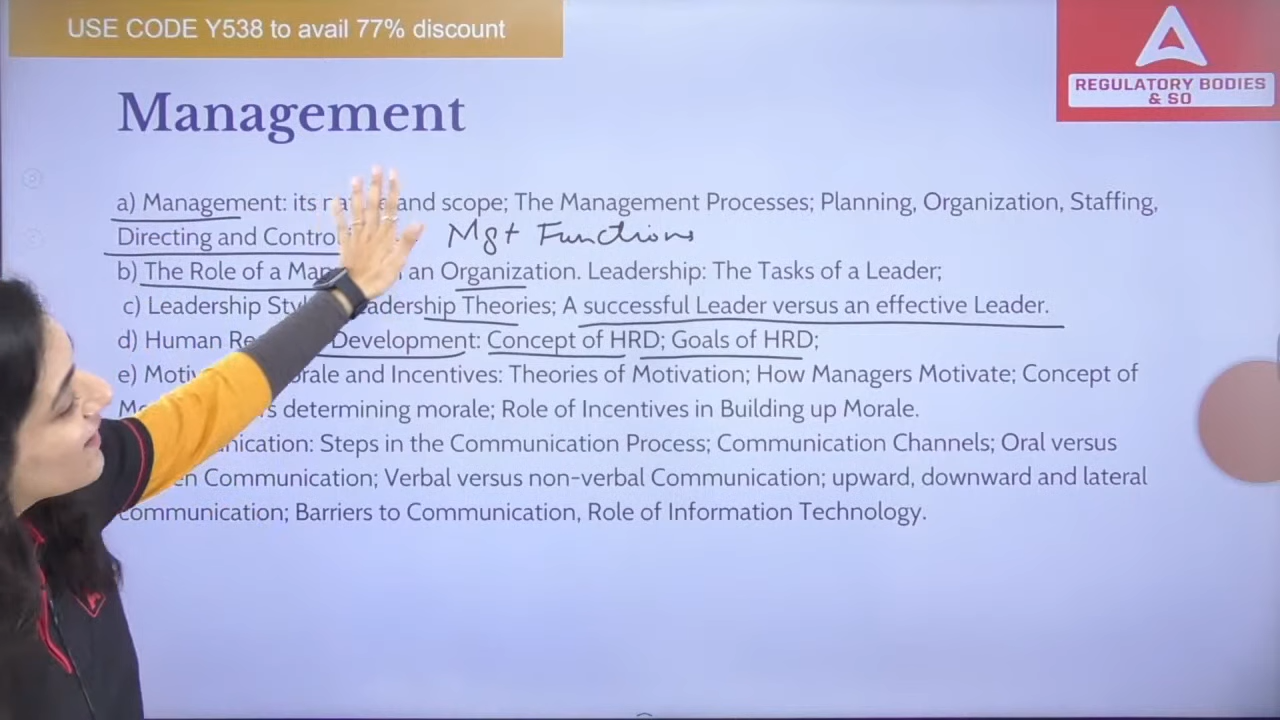 USE CODE Y538 to avail 77% discount
REGULATORY BODIES
& SO
Management
a) Management: its and scope; The Management Processes; Planning, Organization, Staffing,
Directing and Control
Mgt Functions
b) The Role of a an Organization. Leadership: The Tasks of a Leader;
c) Leadership Theories; A successful Leader versus an effective Leader.
d) Human Development: Concept of HRD; Goals of HRD;
e) and Incentives: Theories of Motivation; How Managers Motivate; Concept of
determining morale; Role of Incentives in Building up Morale.
Steps in the Communication Process; Communication Channels; Oral versus
Communication; Verbal versus non-verbal Communication; upward, downward and lateral
communication; Barriers to Communication, Role of Information Technology.